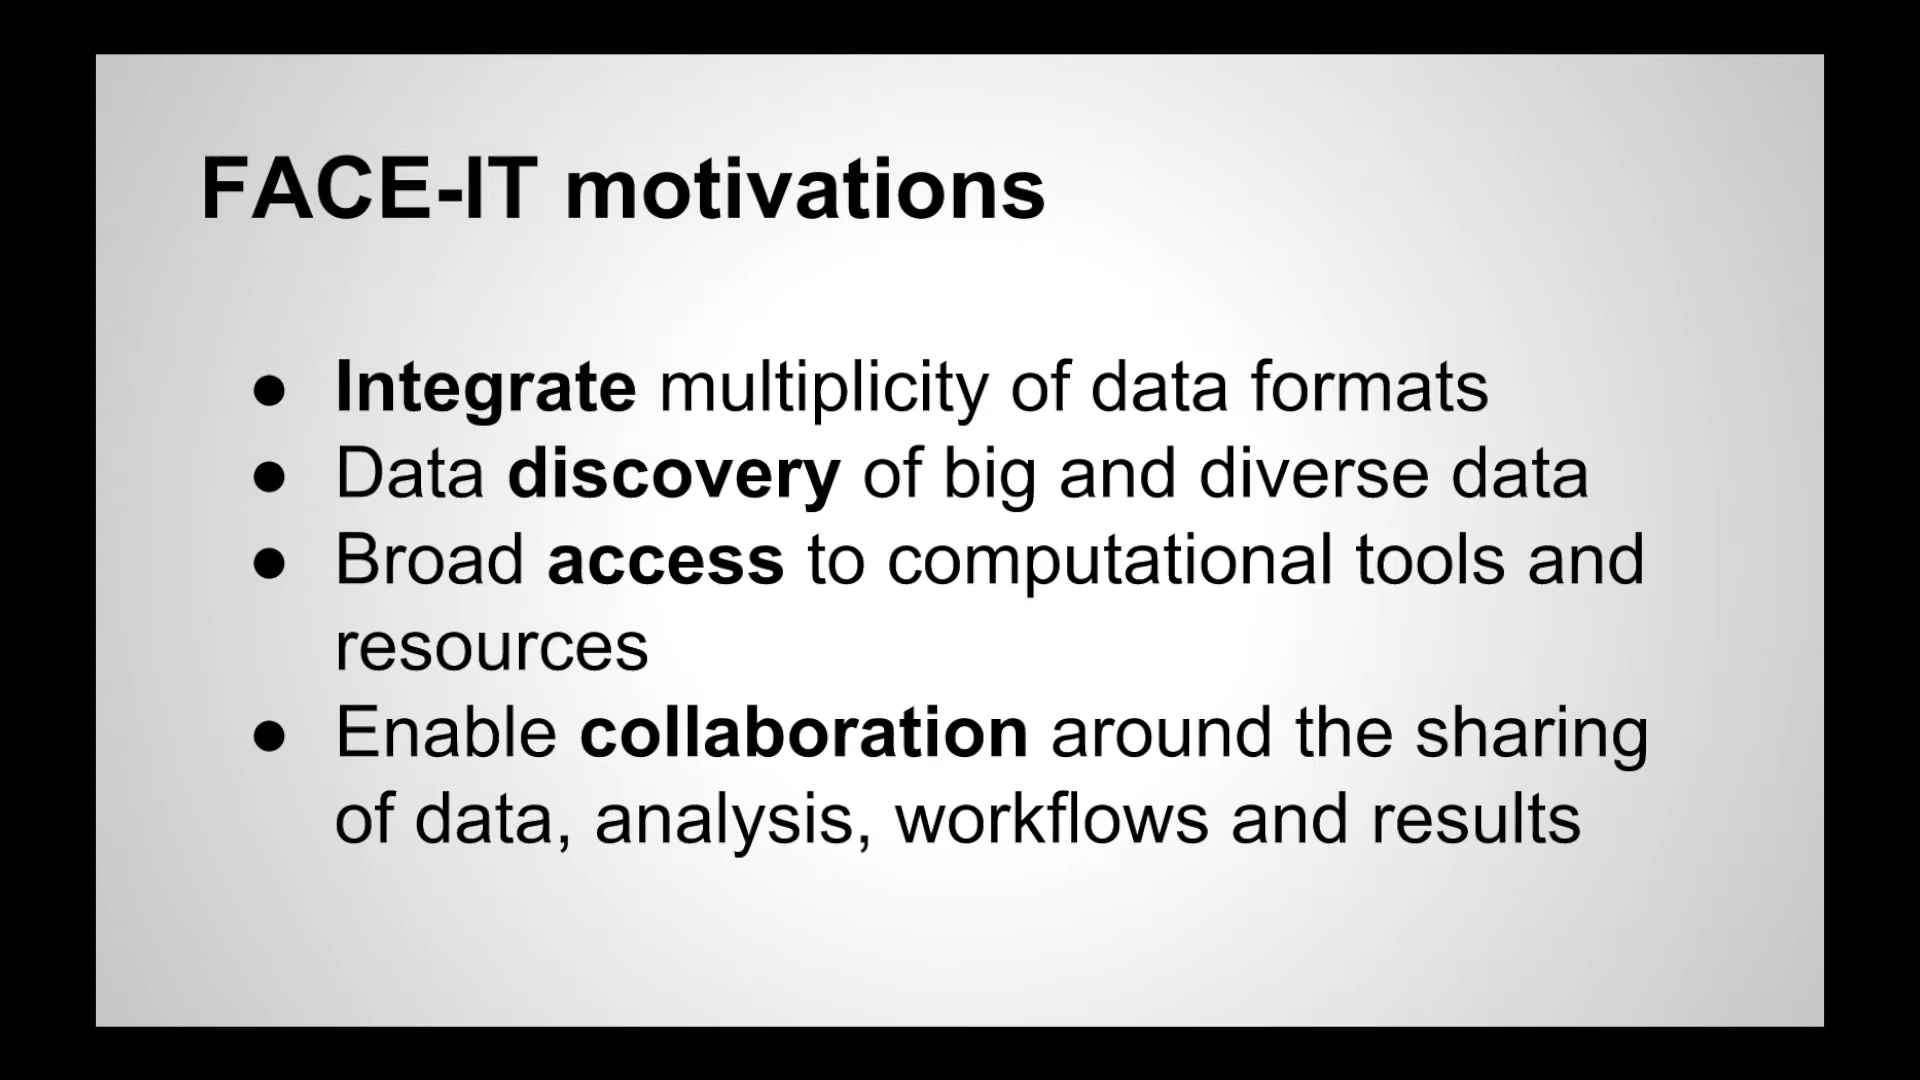 FACE-IT motivations
● Integrate multiplicity of data formats
● Data discovery of big and diverse data
● Broad access to computational tools and
resources
● Enable collaboration around the sharing
of data, analysis, workflows and results